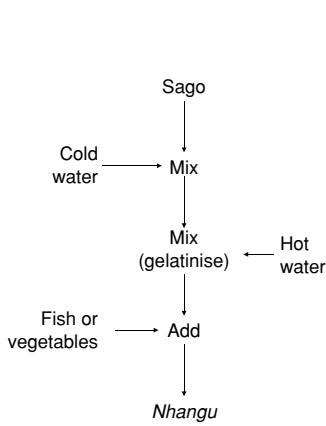 Sago
Cold
water
Mix
Mix
(gelatinise)
Hot
water
Fish or
vegetables
Add
Nhangu